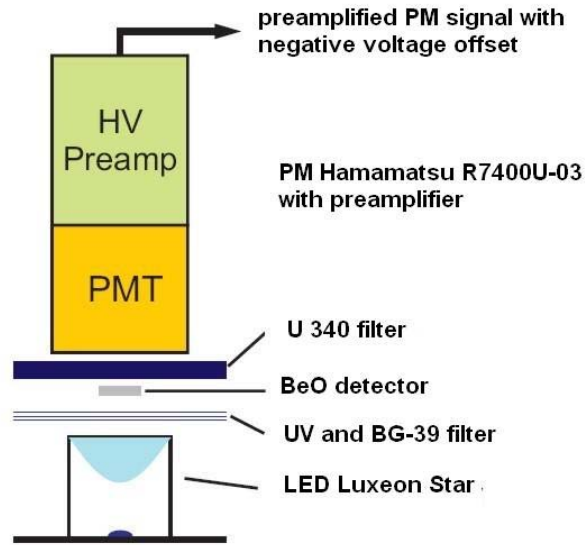 preamplified PM signal with
negative voltage offset
HV
Preamp
PM Hamamatsu R7400U-03
with preamplifier
PMT
U 340 filter
BeO detector
UV and BG-39 filter
LED Luxeon Star